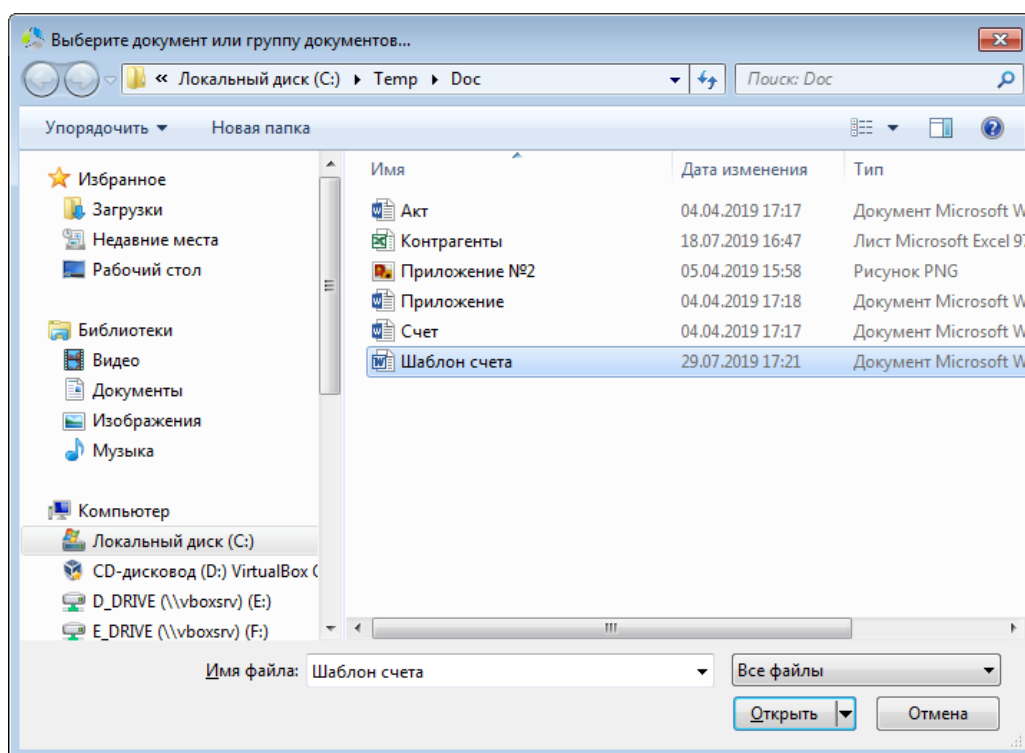 Выберите документ или группу документов...
« Локальный диск (C:) Temp Doc
Поиск: Doc
Упорядочить Новая папка
Избранное
Загрузки
Недавние места
Рабочий стол
Библиотеки
Видео
Документы
Изображения
Музыка
Компьютер
Локальный диск (C:)
CD-дисковод (D:) VirtualBox (
D_DRIVE (\\vboxsrv) (E:)
E_DRIVE (\\vboxsrv) (F:)
Имя Дата изменения Тип
Акт 04.04.2019 17:17 Документ Microsoft W
Контрагенты 18.07.2019 16:47 Лист Microsoft Excel 97
Приложение №2 05.04.2019 15:58 Рисунок PNG
Приложение 04.04.2019 17:18 Документ Microsoft W
Счет 04.04.2019 17:17 Документ Microsoft W
Шаблон счета 29.07.2019 17:21 Документ Microsoft W
Имя файла: Шаблон счета
Все файлы
Открыть Отмена